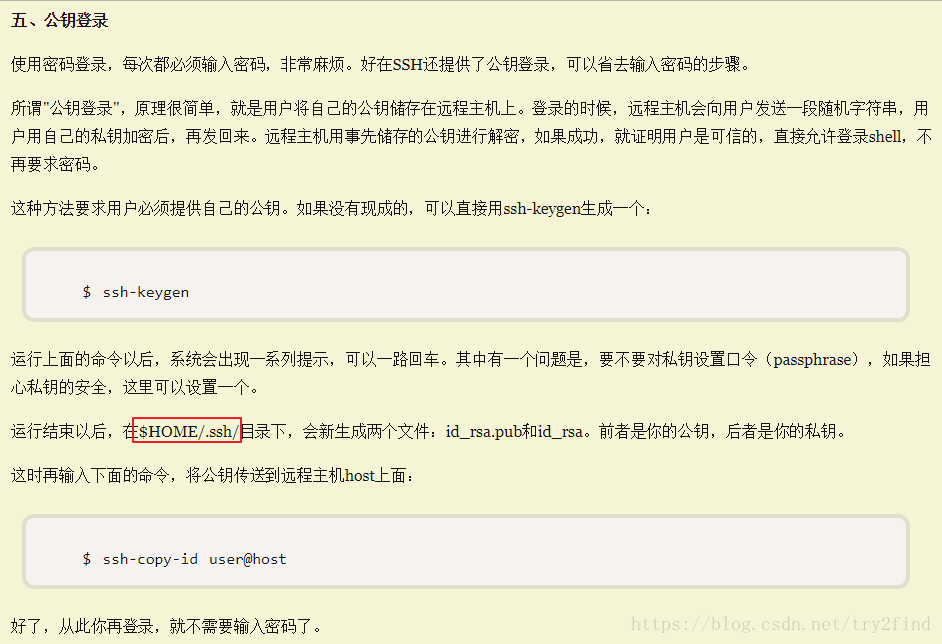 五、公钥登录
使用密码登录，每次都必须输入密码，非常麻烦。好在SSH还提供了公钥登录，可以省去输入密码的步骤。
所谓"公钥登录"，原理很简单，就是用户将自己的公钥储存在远程主机上。登录的时候，远程主机会向用户发送一段随机字符串，用
户用自己的私钥加密后，再发回来。远程主机用事先储存的公钥进行解密，如果成功，就证明用户是可信的，直接允许登录shell，不
再要求密码。
这种方法要求用户必须提供自己的公钥。如果没有现成的，可以直接用ssh-keygen生成一个：
$ ssh-keygen
运行上面的命令以后，系统会出现一系列提示，可以一路回车。其中有一个问题是，要不要对私钥设置口令（passphrase），如果担
心私钥的安全，这里可以设置一个。
运行结束以后，在$HOME/.ssh/目录下，会新生成两个文件：id_rsa.pub和id_rsa。前者是你的公钥，后者是你的私钥。
这时再输入下面的命令，将公钥传送到远程主机host上面：
$ ssh-copy-id user@host
好了，从此你再登录，就不需要输入密码了。
https://blog.csdn.net/try2find